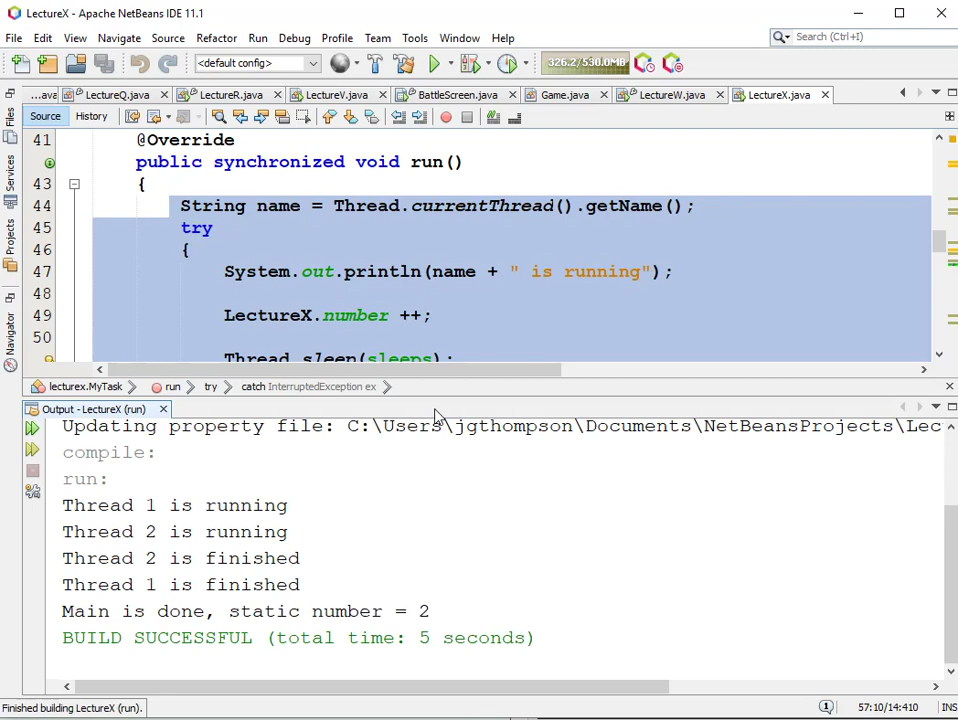 LectureX - Apache NetBeans IDE 11.1
File Edit View Navigate Source Refactor Run Debug Profile Team Tools Window Help
Search (Ctrl+I)
<default config>
326.2/530.0MB
...ava LectureQ.java LectureR.java LectureV.java BattleScreen.java Game.java LectureW.java LectureX.java
Source History
Files
Services
Projects
Navigator
41 @Override
public synchronized void run()
43 {
44 String name = Thread.currentThread().getName();
45 try
46 {
47 System.out.println(name + " is running");
48
49 LectureX.number ++;
50
Thread.sleep(sleeps);
lecturex.MyTask run try catch InterruptedException ex
Output - LectureX (run)
Updating property file: C:\Users\jgthompson\Documents\NetBeansProjects\Lec
compile:
run:
Thread 1 is running
Thread 2 is running
Thread 2 is finished
Thread 1 is finished
Main is done, static number = 2
BUILD SUCCESSFUL (total time: 5 seconds)
Finished building LectureX (run).
1
57:10/14:410
INS